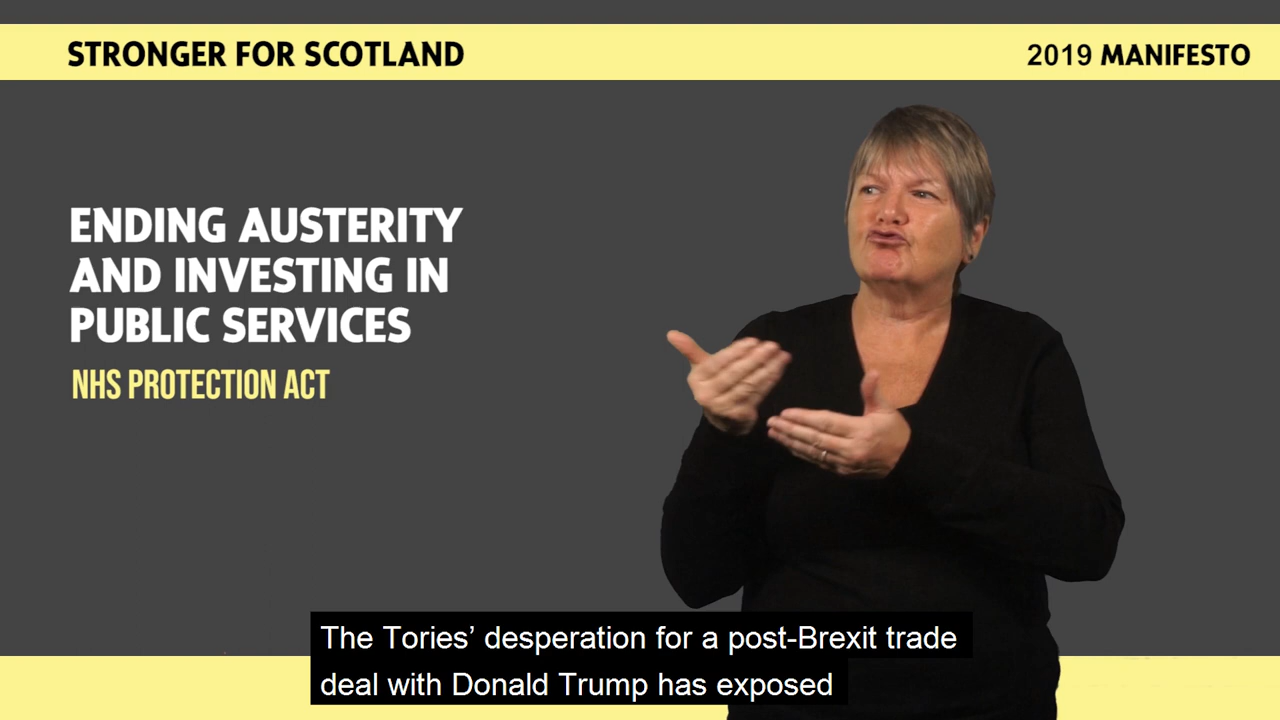 STRONGER FOR SCOTLAND
2019 MANIFESTO
ENDING AUSTERITY
AND INVESTING IN
PUBLIC SERVICES
NHS PROTECTION ACT
The Tories’ desperation for a post-Brexit trade
deal with Donald Trump has exposed